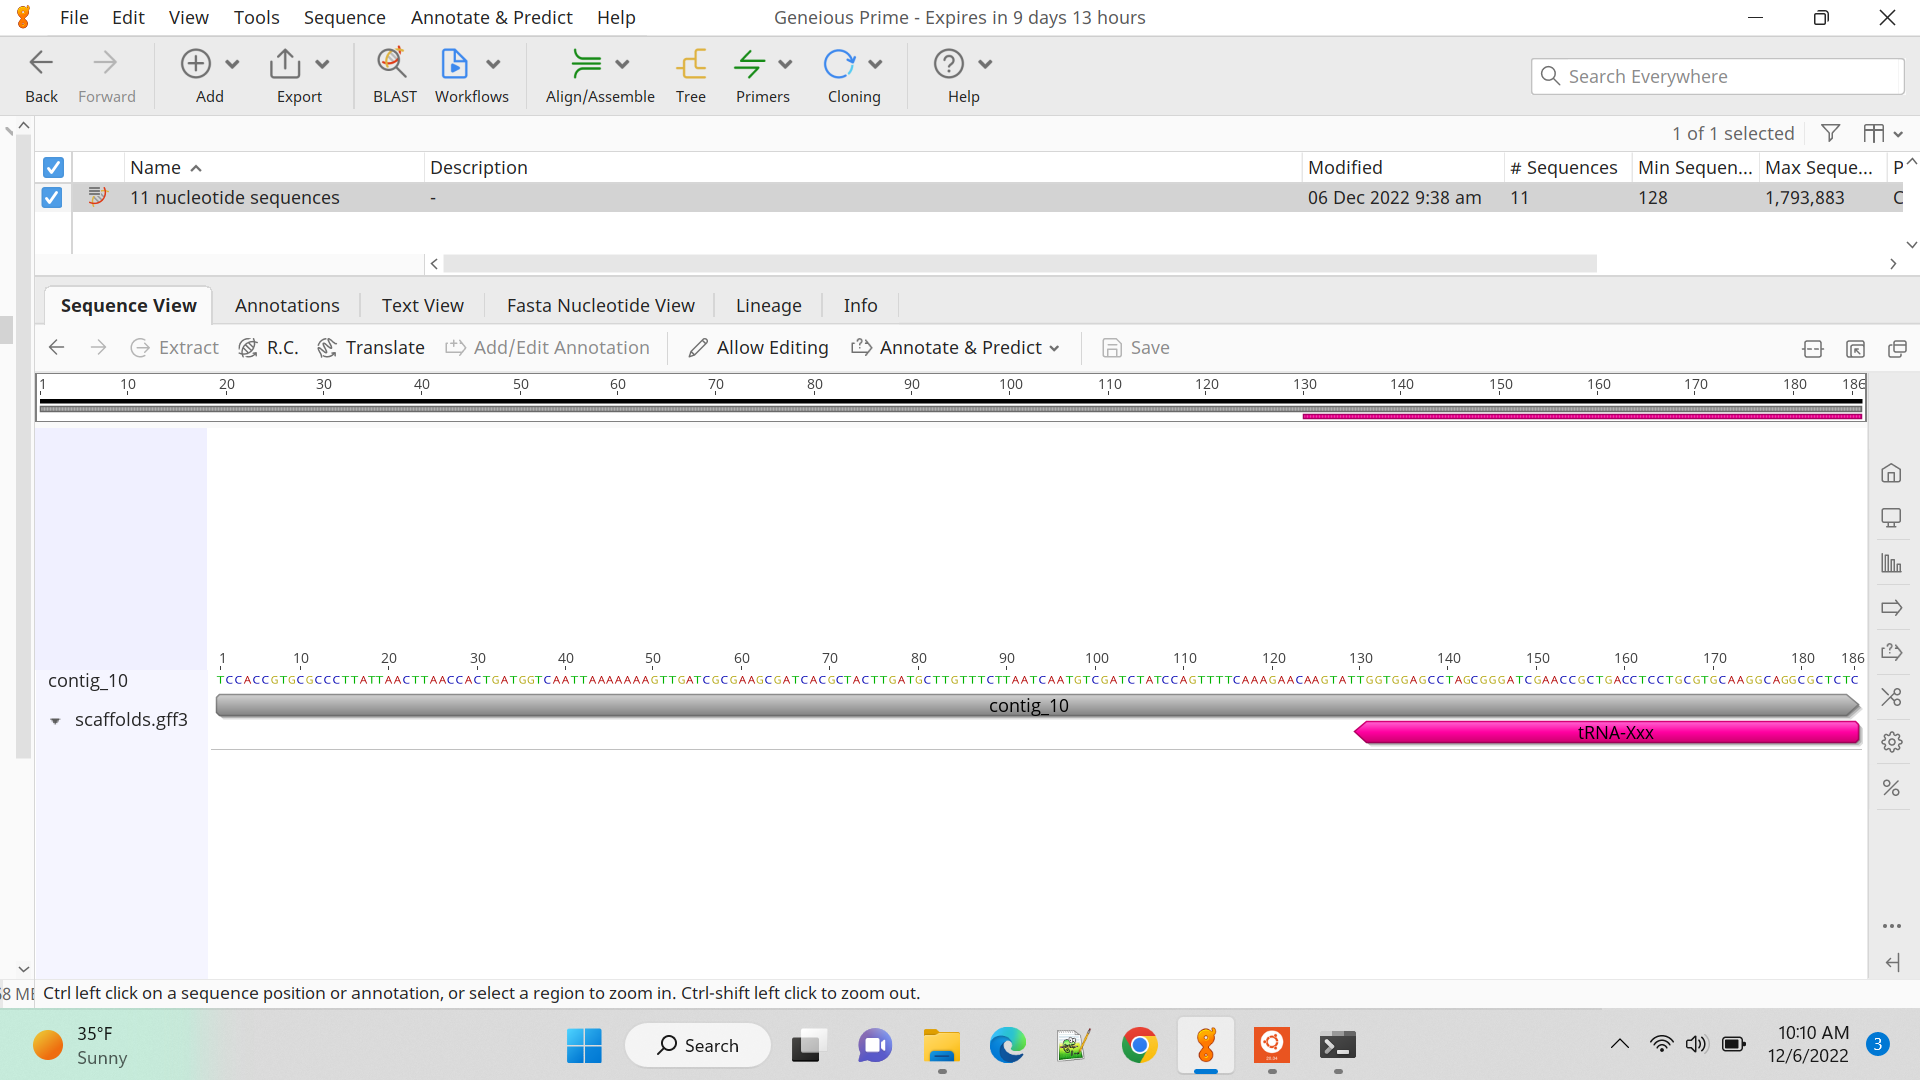 File Edit View Tools Sequence Annotate & Predict Help Geneious Prime - Expires in 9 days 13 hours
Back Forward Add Export BLAST Workflows Align/Assemble Tree Primers Cloning Help Search Everywhere
1 of 1 selected
Name Description Modified # Sequences Min Sequen... Max Seque... P
11 nucleotide sequences - 06 Dec 2022 9:38 am 11 128 1,793,883 C
Sequence View Annotations Text View Fasta Nucleotide View Lineage Info
Extract R.C. Translate Add/Edit Annotation Allow Editing Annotate & Predict Save
1 10 20 30 40 50 60 70 80 90 100 110 120 130 140 150 160 170 180 186
1 10 20 30 40 50 60 70 80 90 100 110 120 130 140 150 160 170 180 186
contig_10 TCCACCGTGCGCCCTTATTAACTTAACCACTGATGGTCAATTAAAAAAAGTTGATCGCGAAGCGATCACGCTACTTGATGCTTGTTTCTTAATCAATGTCGATCTATCCAGTTTTCAAAGAACAAGTATTGGTGGAGCCTAGCGGGATCGAACCGCTGACCTCCTGCGTGCAAGGCAGGCGCTCTC
contig_10
scaffolds.gff3
tRNA-Xxx
68 ME Ctrl left click on a sequence position or annotation, or select a region to zoom in. Ctrl-shift left click to zoom out.
35°F
Sunny
Search
10:10 AM
12/6/2022
3